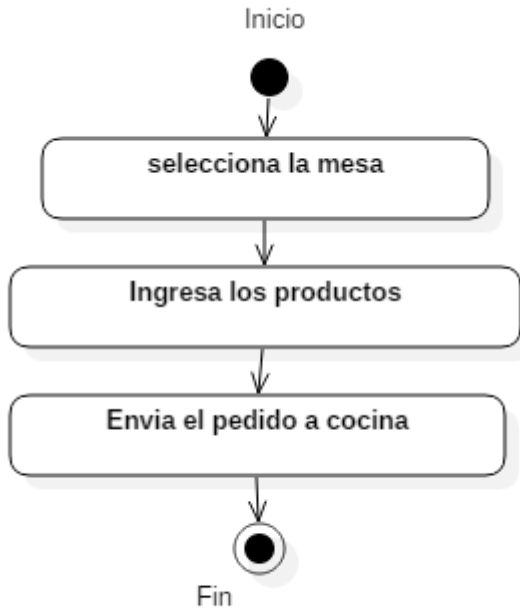 Inicio
selecciona la mesa
Ingresa los productos
Envia el pedido a cocina
Fin